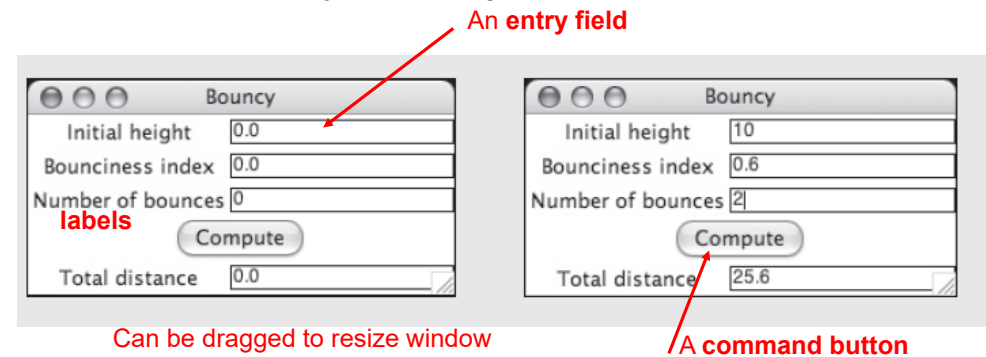 An entry field
Bouncy
Initial height 0.0
Bounciness index 0.0
Number of bounces 0
labels
Compute
Total distance 0.0
Bouncy
Initial height 10
Bounciness index 0.6
Number of bounces 2
Compute
Total distance 25.6
Can be dragged to resize window
A command button